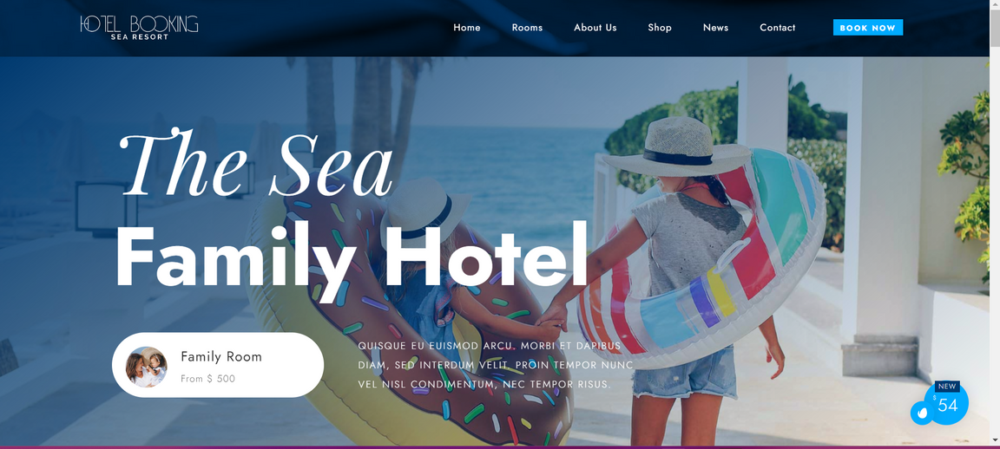 HOTEL BOOKING
SEA RESORT
Home
Rooms
About Us
Shop
News
Contact
BOOK NOW
The Sea
Family Hotel
Family Room
From $ 500
QUISQUE EU EUISMOD ARCU. MORBI ET DAPIBUS
DIAM, SED INTERDUM VELIT. PROIN TEMPOR NUNC
VEL NISL CONDIMENTUM, NEC TEMPOR RISUS.
NEW
$54